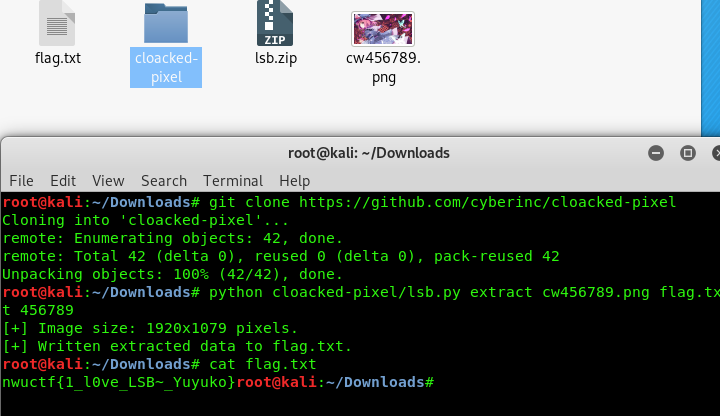 flag.txt
cloacked-
pixel
ZIP
lsb.zip
cw456789.
png
root@kali: ~/Downloads
File Edit View Search Terminal Help
root@kali:~/Downloads# git clone https://github.com/cyberinc/cloacked-pixel
Cloning into 'cloacked-pixel'...
remote: Enumerating objects: 42, done.
remote: Total 42 (delta 0), reused 0 (delta 0), pack-reused 42
Unpacking objects: 100% (42/42), done.
root@kali:~/Downloads# python cloacked-pixel/lsb.py extract cw456789.png flag.tx
t 456789
[+] Image size: 1920x1079 pixels.
[+] Written extracted data to flag.txt.
root@kali:~/Downloads# cat flag.txt
nwuctf{1_l0ve_LSB~_Yuyuko}root@kali:~/Downloads#